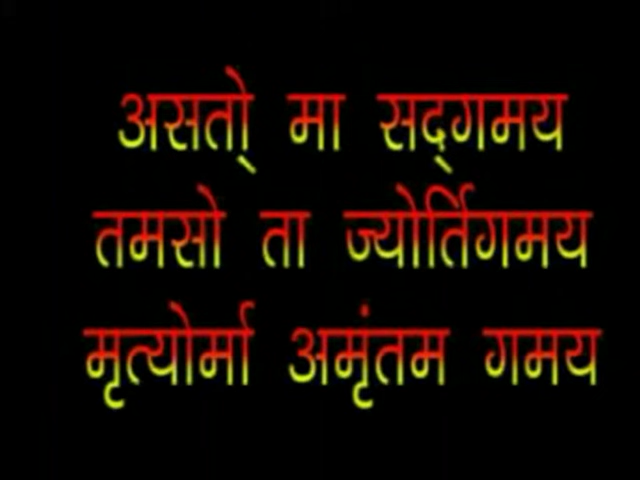 असतो् मा सद्‌गमय
तमसो ता ज्योर्तिगमय
मृत्योर्मा अमृंतम गमय